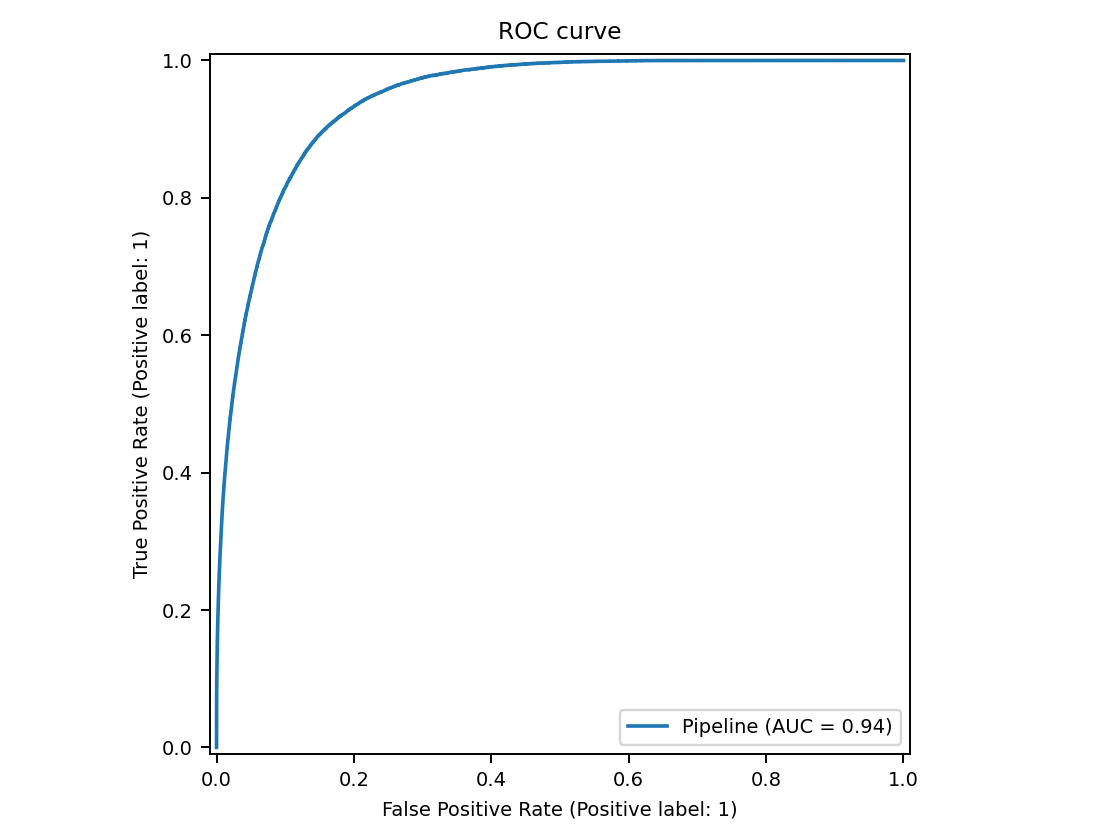 ROC curve
True Positive Rate (Positive label: 1)
1.0
0.8
0.6
0.4
0.2
0.0
Pipeline (AUC = 0.94)
0.0 0.2 0.4 0.6 0.8 1.0
False Positive Rate (Positive label: 1)